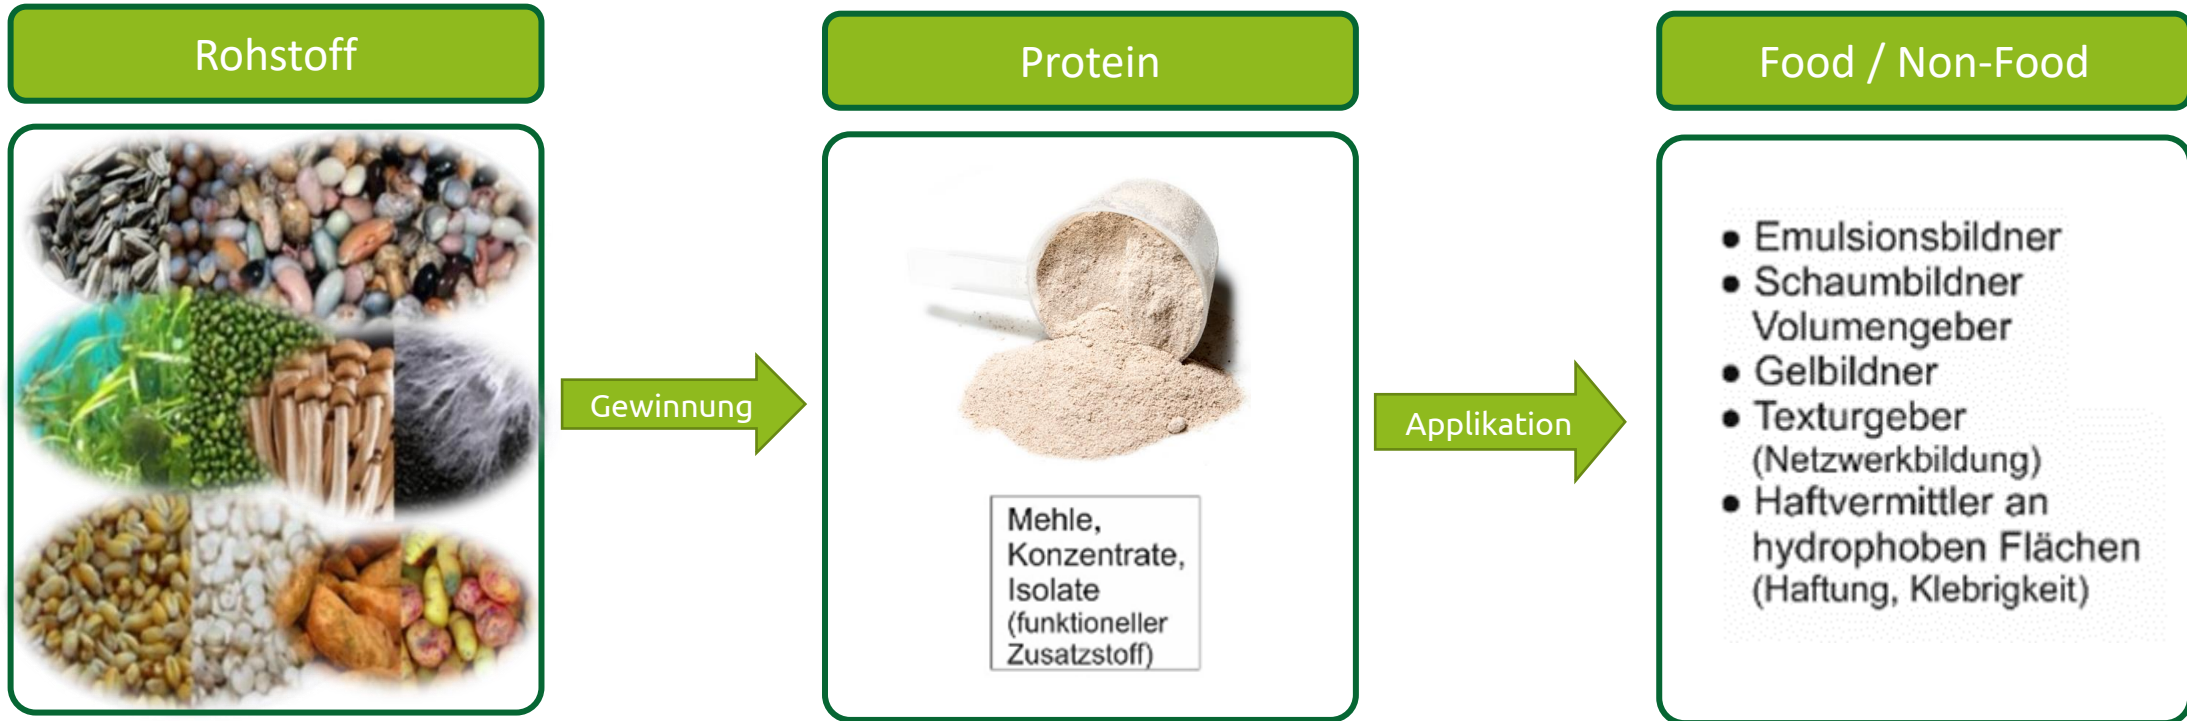 Rohstoff
Protein
Food / Non-Food
Gewinnung
Mehle,
Konzentrate,
Isolate
(funktioneller
Zusatzstoff)
Applikation
● Emulsionsbildner
● Schaumbildner
Volumengeber
● Gelbildner
● Texturgeber
(Netzwerkbildung)
● Haftvermittler an
hydrophoben Flächen
(Haftung, Klebrigkeit)